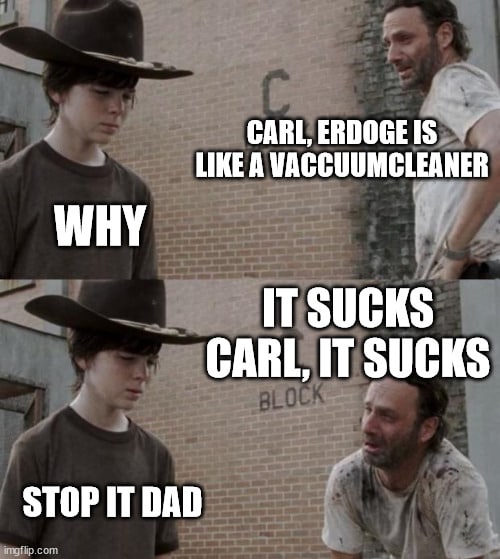 C
CARL, ERDOGE IS
LIKE A VACCUUMCLEANER
WHY
IT SUCKS
CARL, IT SUCKS
BLOCK
STOP IT DAD
imgflip.com